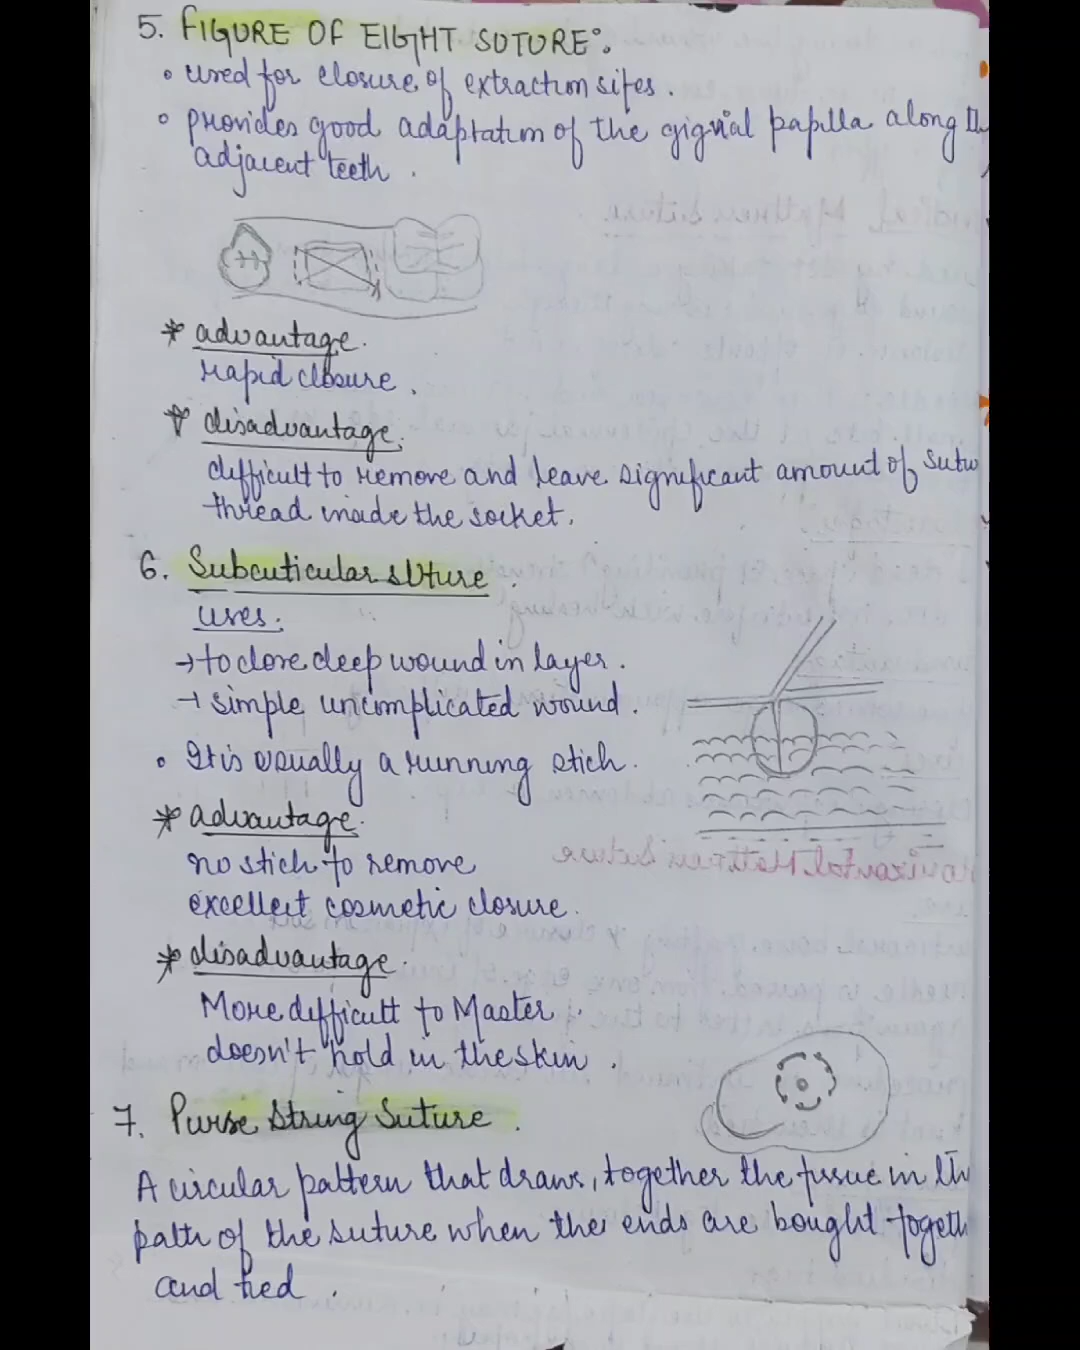 5. FIGURE OF EIGHT SUTURE:
• used for closure of extraction sites.
• provides good adaptation of the gignial papilla along th
adjacent teeth.
* advantage.
rapid closure.
* disadvantage.
difficult to remove and leave significant amount of sutu
thread inside the socket.
6. Subcuticular suture.
uses.
→ to close deep wound in layer.
→ simple uncomplicated wound.
• It is usually a running stich.
* advantage.
no stich to remove
excellect cosmetic closure.
* disadvantage.
More difficult to Master.
doesn't hold in the skin.
7. Purse String Suture.
A circular pattern that draws, together the tissue in th
path of the suture when the ends are bought togeth
and tied.